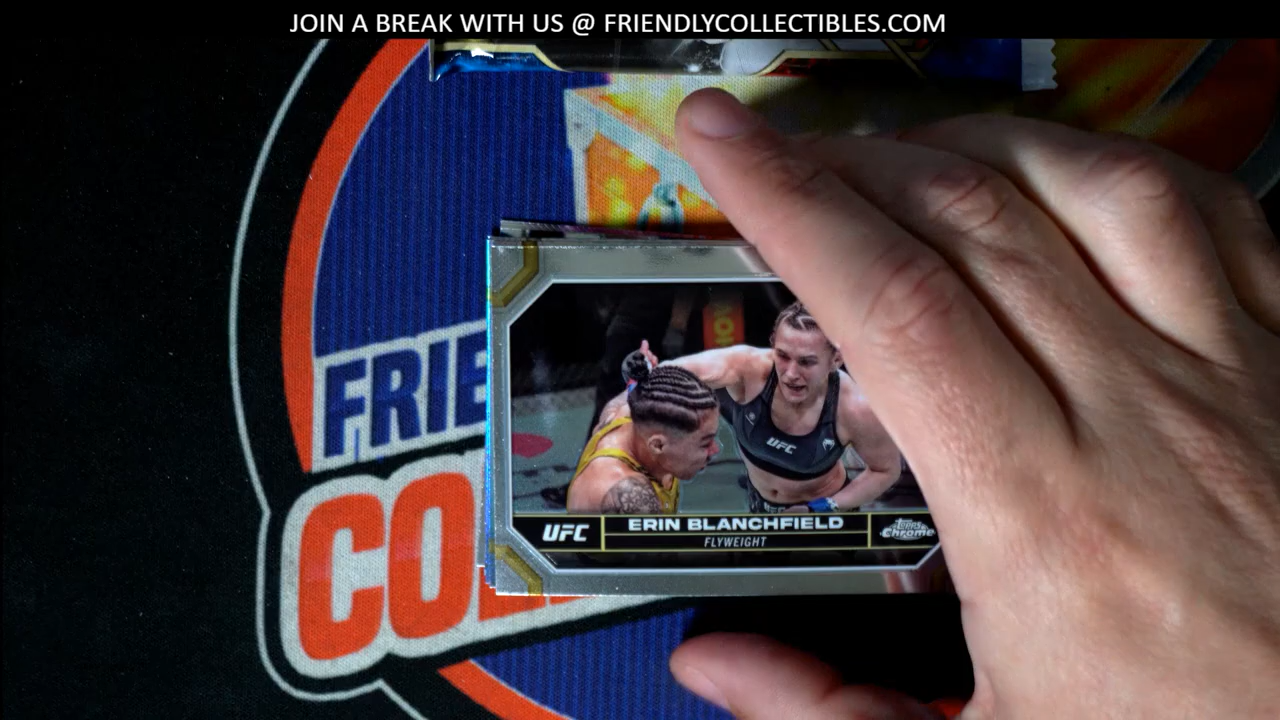 JOIN A BREAK WITH US @ FRIENDLYCOLLECTIBLES.COM
FRIE
CO
UFC
UFC
ERIN BLANCHFIELD
FLYWEIGHT
Topps
Chrome